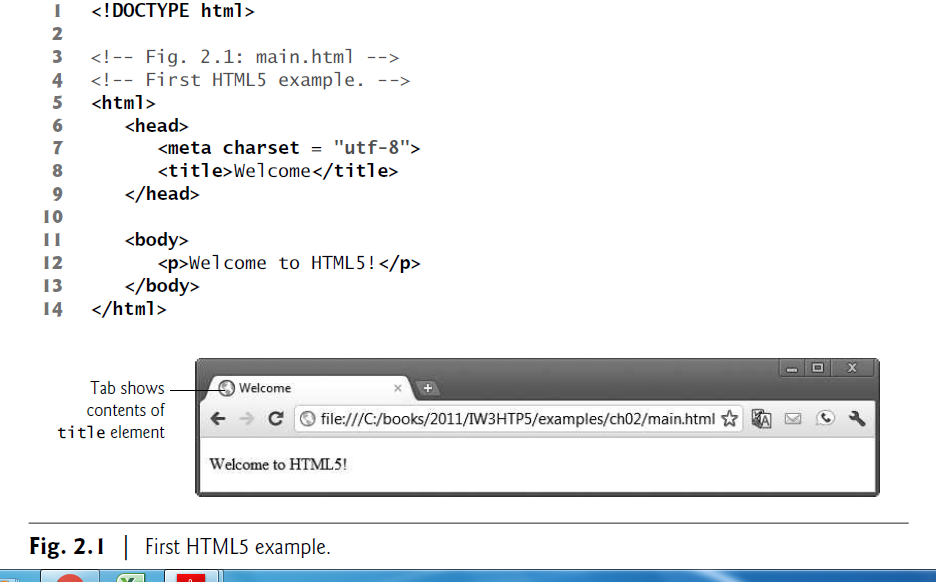 1 <!DOCTYPE html>
2
3 <!-- Fig. 2.1: main.html -->
4 <!-- First HTML5 example. -->
5 <html>
6 <head>
7 <meta charset = "utf-8">
8 <title>Welcome</title>
9 </head>
10
11 <body>
12 <p>Welcome to HTML5!</p>
13 </body>
14 </html>
Tab shows
contents of
title element
Welcome
file:///C:/books/2011/IW3HTP5/examples/ch02/main.html
Welcome to HTML5!
Fig. 2.1 | First HTML5 example.